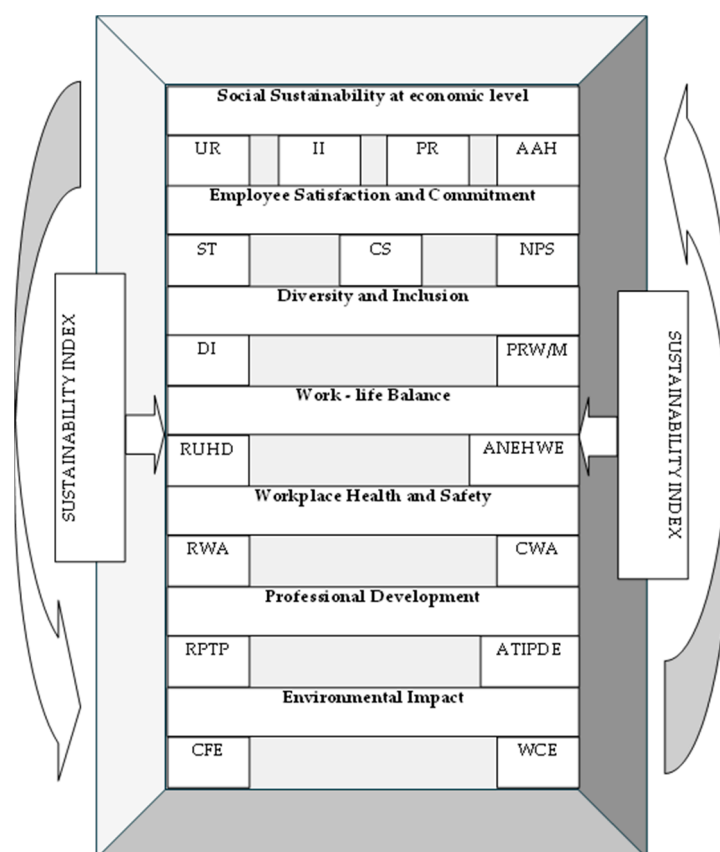 Social Sustainability at economic level
UR II PR AAH
Employee Satisfaction and Commitment
ST CS NPS
Diversity and Inclusion
DI PRW/M
Work - life Balance
RUHD ANEHWE
Workplace Health and Safety
RWA CWA
Professional Development
RPTP ATIPDE
Environmental Impact
CFE WCE
SUSTAINABILITY INDEX
SUSTAINABILITY INDEX